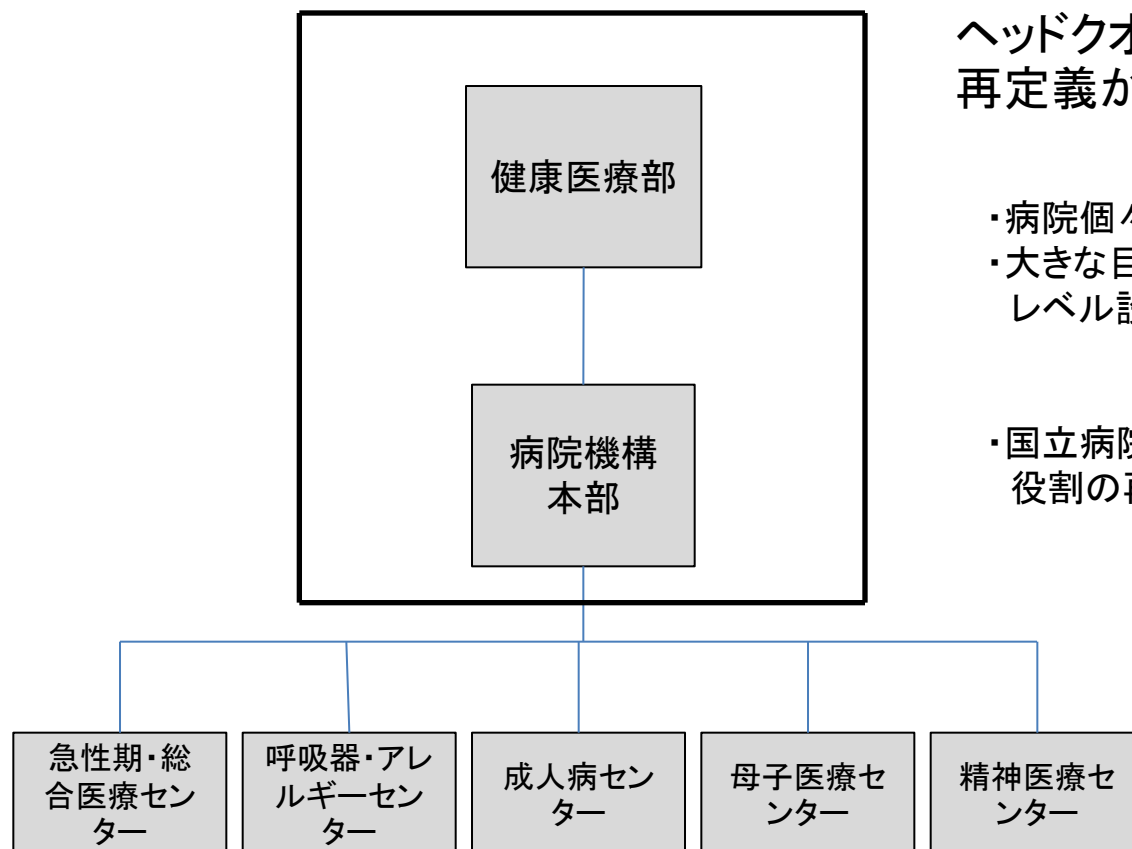 ヘッドクオ
再定義が
健康医療部
・病院個々
・大きな目
レベル設
病院機構
本部
・国立病院
役割の再
急性期・総
合医療セン
ター
呼吸器・アレ
ルギーセン
ター
成人病セン
ター
母子医療セ
ンター
精神医療セ
ンター